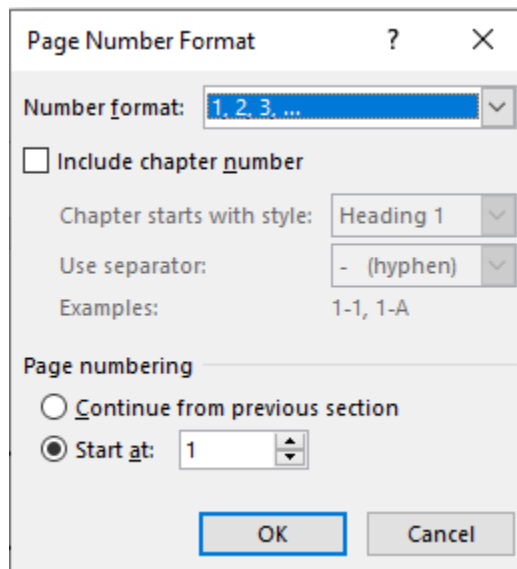 Page Number Format ?
Number format: 1, 2, 3, ...
Include chapter number
Chapter starts with style: Heading 1
Use separator: - (hyphen)
Examples: 1-1, 1-A
Page numbering
Continue from previous section
Start at: 1
OK Cancel